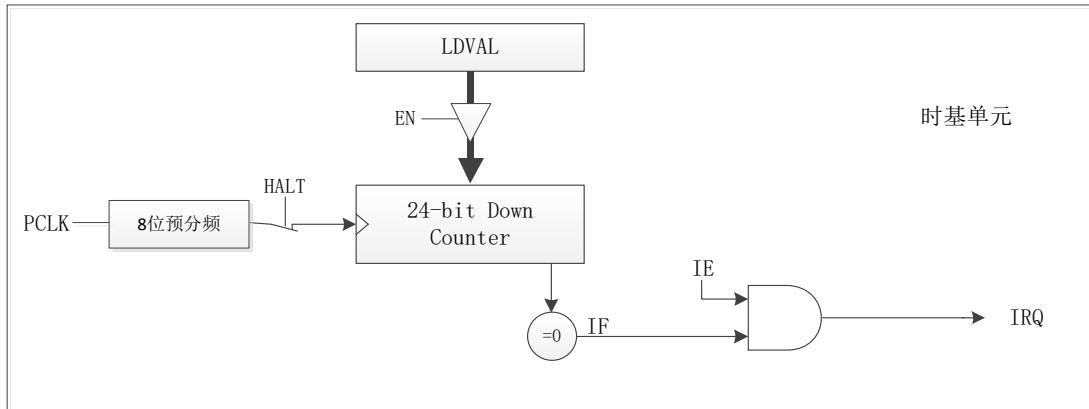 LDVAL
EN
时基单元
HALT
PCLK
8位预分频
24-bit Down
Counter
IE
=0
IF
IRQ